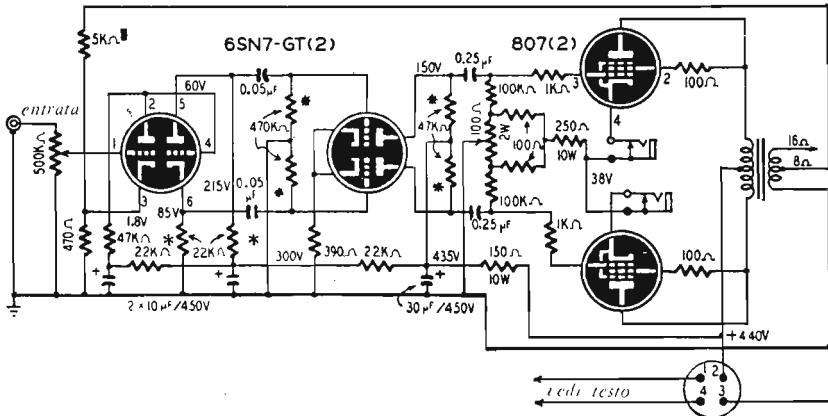 5KΩ
6SN7-GT(2)
807(2)
entrata
500KΩ
60V
2
5
1
4
3
6
1.8V
85V
215V
0.05μF
0.05
μF
*
470KΩ
*
470Ω
47KΩ
22KΩ
*
22KΩ
*
+
+
2×10μF/450V
300V
390Ω
22KΩ
150V
0.25μF
*
47KΩ
*
435V
+
30μF/450V
150Ω
10W
100Ω
2W
100KΩ
100Ω
100KΩ
0.25μF
250Ω
10W
38V
1KΩ
3
2
4
100Ω
1KΩ
100Ω
16Ω
8Ω
+440V
1
2
4
3
vedi testo